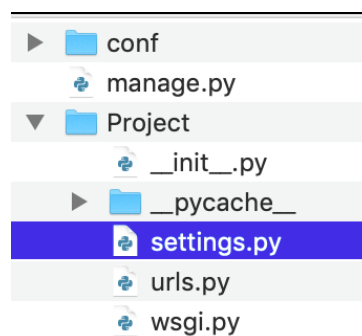 conf
manage.py
Project
__init__.py
__pycache__
settings.py
urls.py
wsgi.py